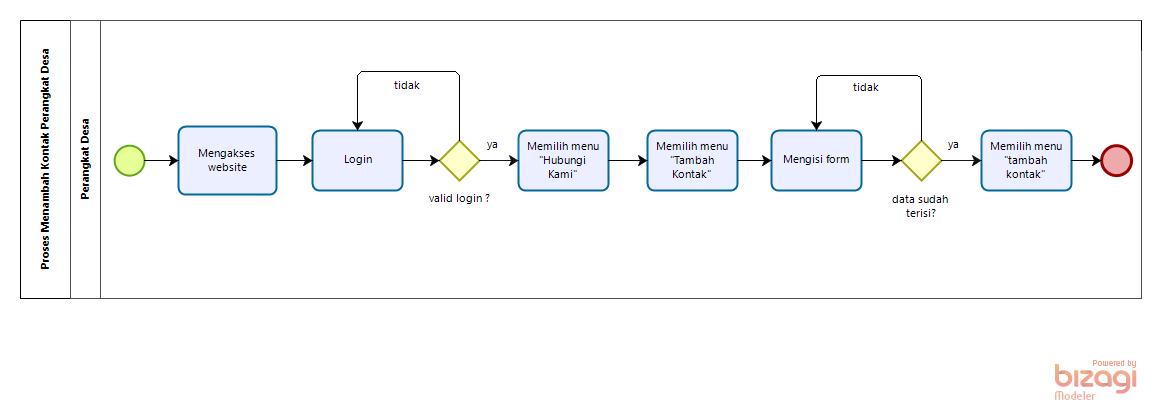 Proses Menambah Kontak Perangkat Desa
Perangkat Desa
Mengakses
website
Login
tidak
valid login ?
ya
Memilih menu
"Hubungi
Kami"
Memilih menu
"Tambah
Kontak"
Mengisi form
tidak
data sudah
terisi?
ya
Memilih menu
"tambah
kontak"
Powered by
bizagi
Modeler